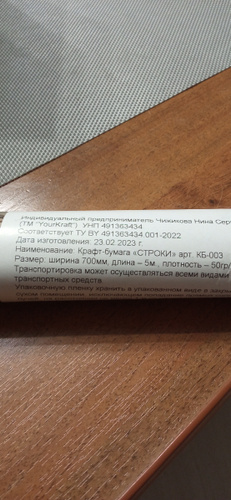 Индивидуальный предприниматель Чижикова Нина Сер
(ТМ "YourKraft") УНП 491363434
Соответствует ТУ BY 491363434.001-2022
Дата изготовления: 23.02.2023 г.
Наименование: Крафт-бумага «СТРОКИ» арт. КБ-003
Размер: ширина 700мм, длина – 5м., плотность – 50гр/
Транспортировка может осуществляться всеми видами
транспортных средств
Упаковочную пленку хранить в упакованном виде в
сухом помещении,